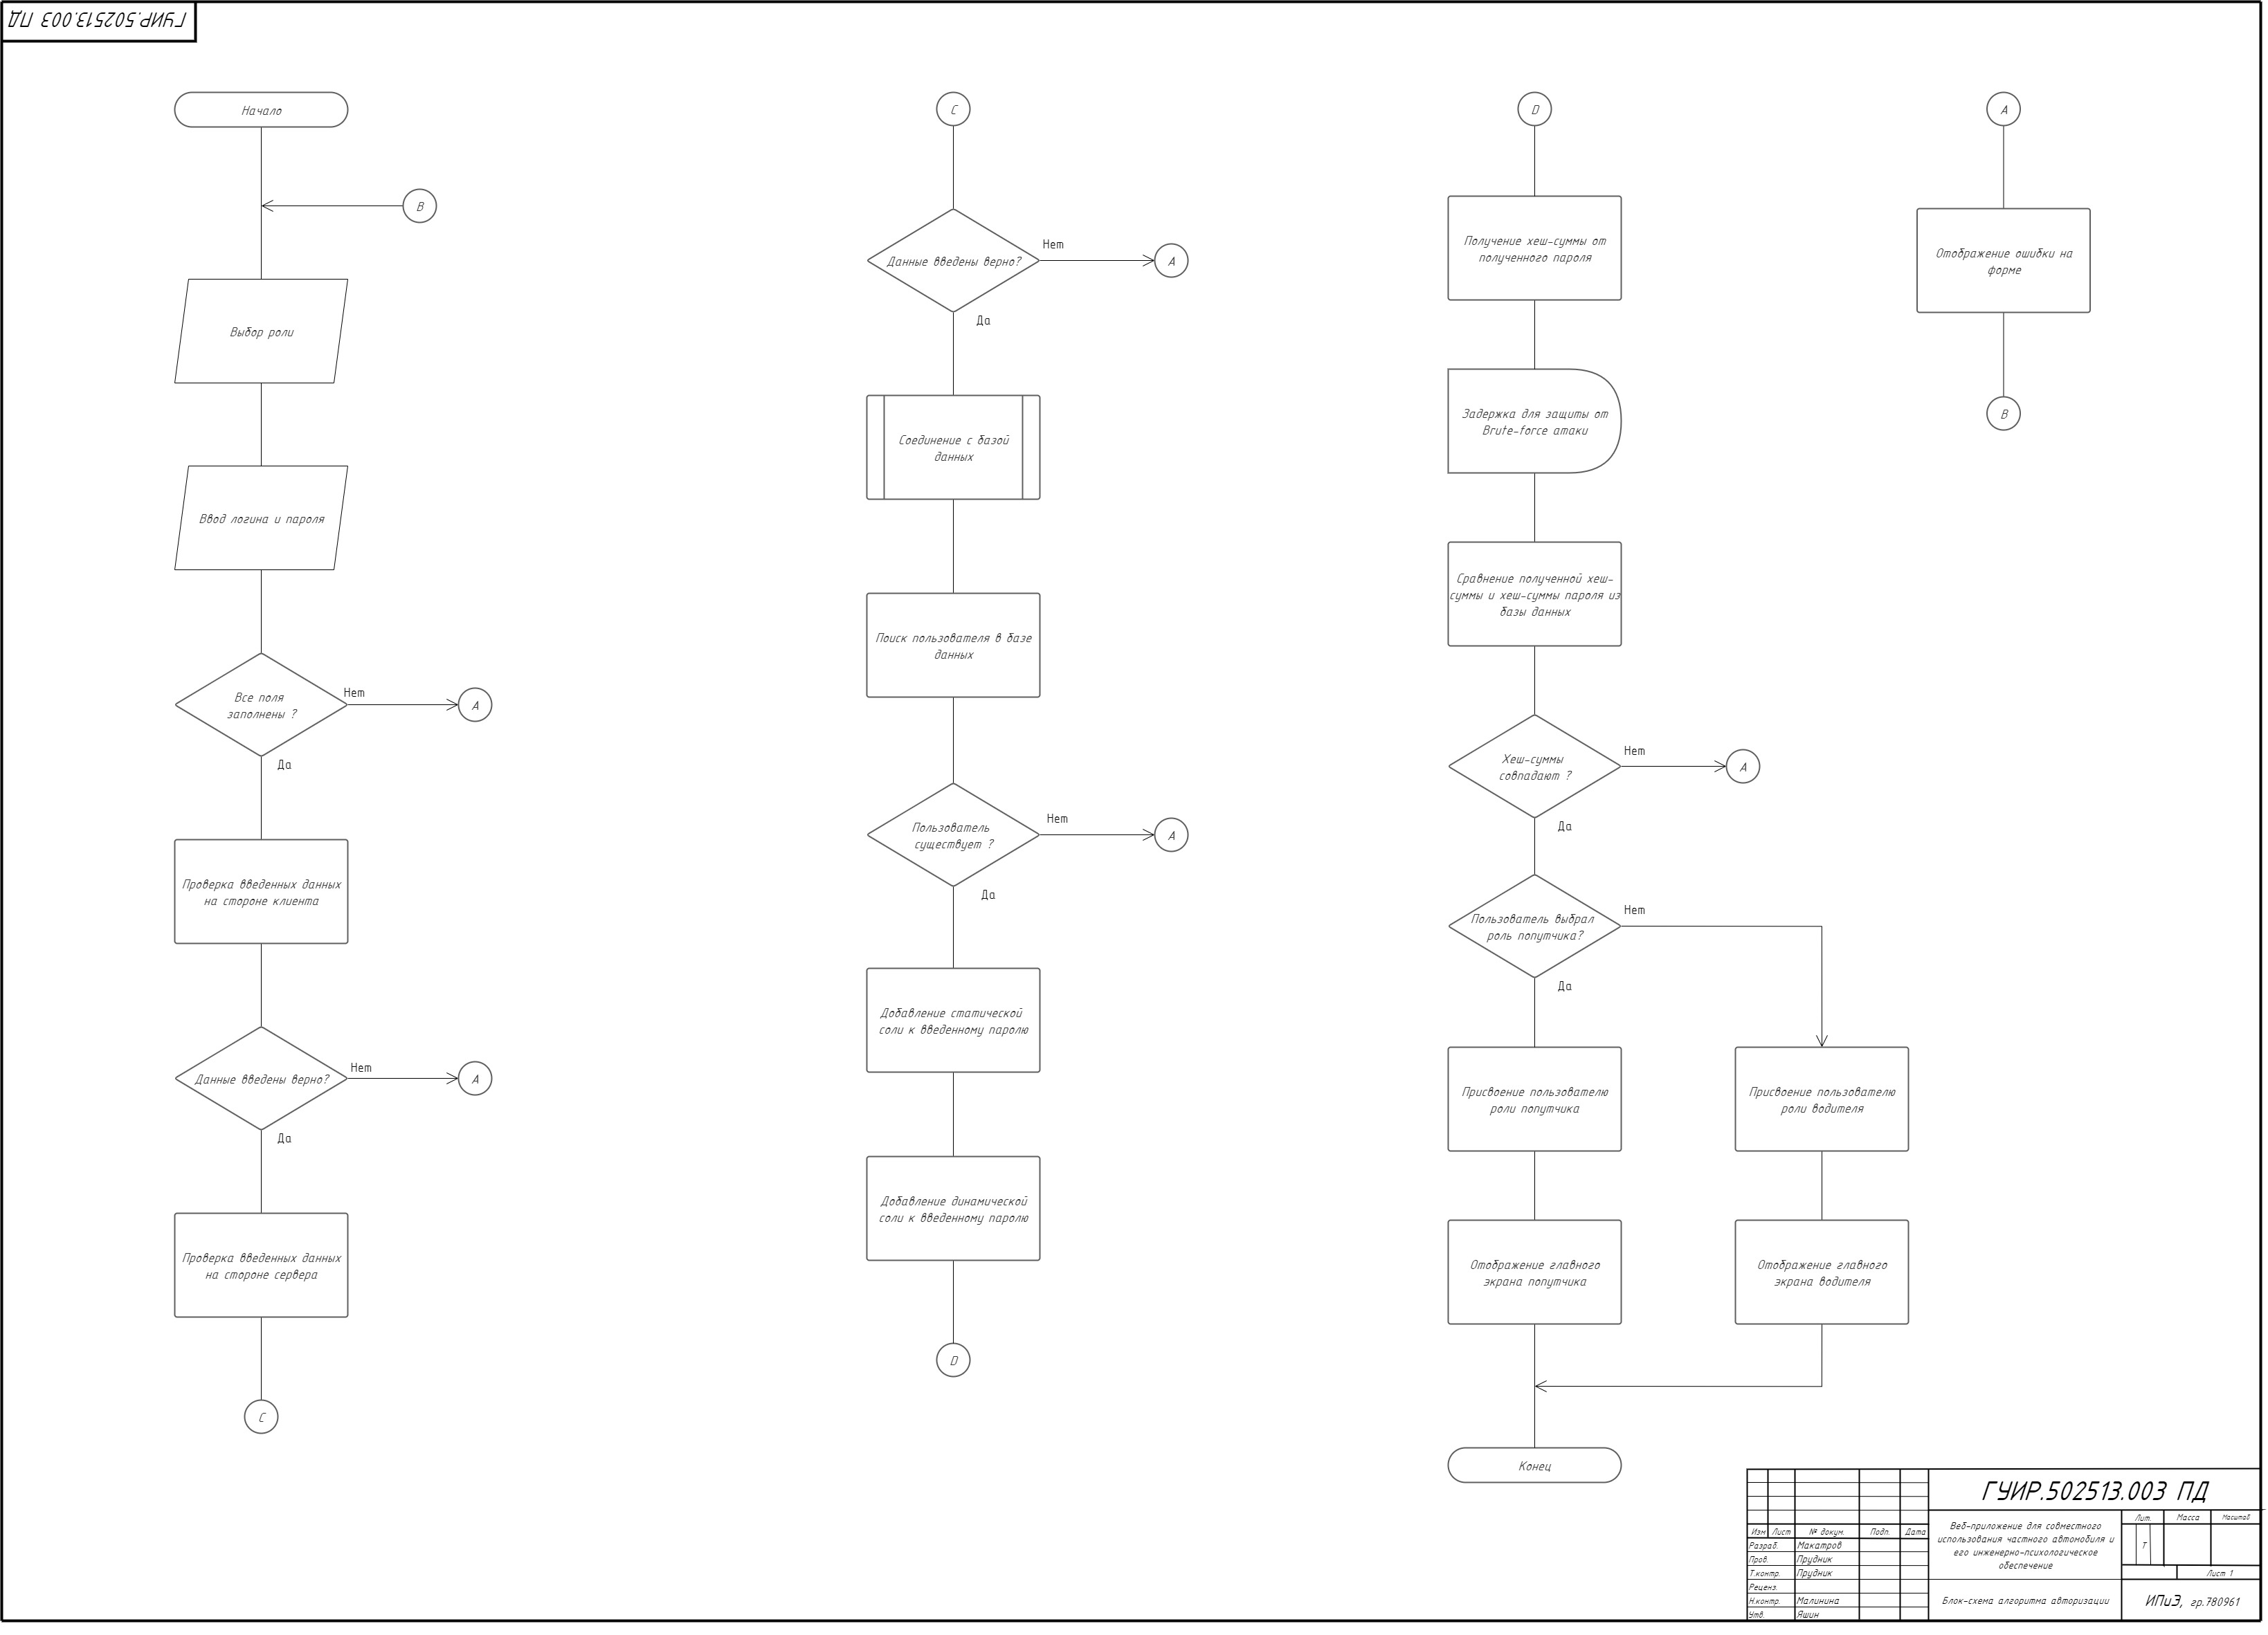 ГУИР.502513.003 ПД
Начало
В
Выбор роли
Ввод логина и пароля
Все поля
заполнены ?
Нет
А
Да
Проверка введенных данных
на стороне клиента
Данные введены верно?
Нет
А
Да
Проверка введенных данных
на стороне сервера
С
С
Данные введены верно?
Нет
А
Да
Соединение с базой
данных
Поиск пользователя в базе
данных
Пользователь
существует ?
Нет
А
Да
Добавление статической
соли к введенному паролю
Добавление динамической
соли к введенному паролю
D
D
Получение хеш-суммы от
полученного пароля
Задержка для защиты от
Brute-force атаки
Сравнение полученной хеш-
суммы и хеш-суммы пароля из
базы данных
Хеш-суммы
совпадают ?
Нет
А
Да
Пользователь выбрал
роль попутчика?
Нет
Да
Присвоение пользователю
роли попутчика
Присвоение пользователю
роли водителя
Отображение главного
экрана попутчика
Отображение главного
экрана водителя
Конец
А
Отображение ошибки на
форме
В
ГУИР.502513.003 ПД
Изм Лист № докум. Подп. Дата
Разраб. Макатров
Пров. Прудник
Т.контр. Прудник
Реценз.
Н.контр. Малинина
Утв. Яшин
Веб-приложение для совместного
использования частного автомобиля и
его инженерно-психологическое
обеспечение
Лит. Масса Масштаб
Т
Лист 1
Блок-схема алгоритма авторизации
ИПиЭ, гр.780961